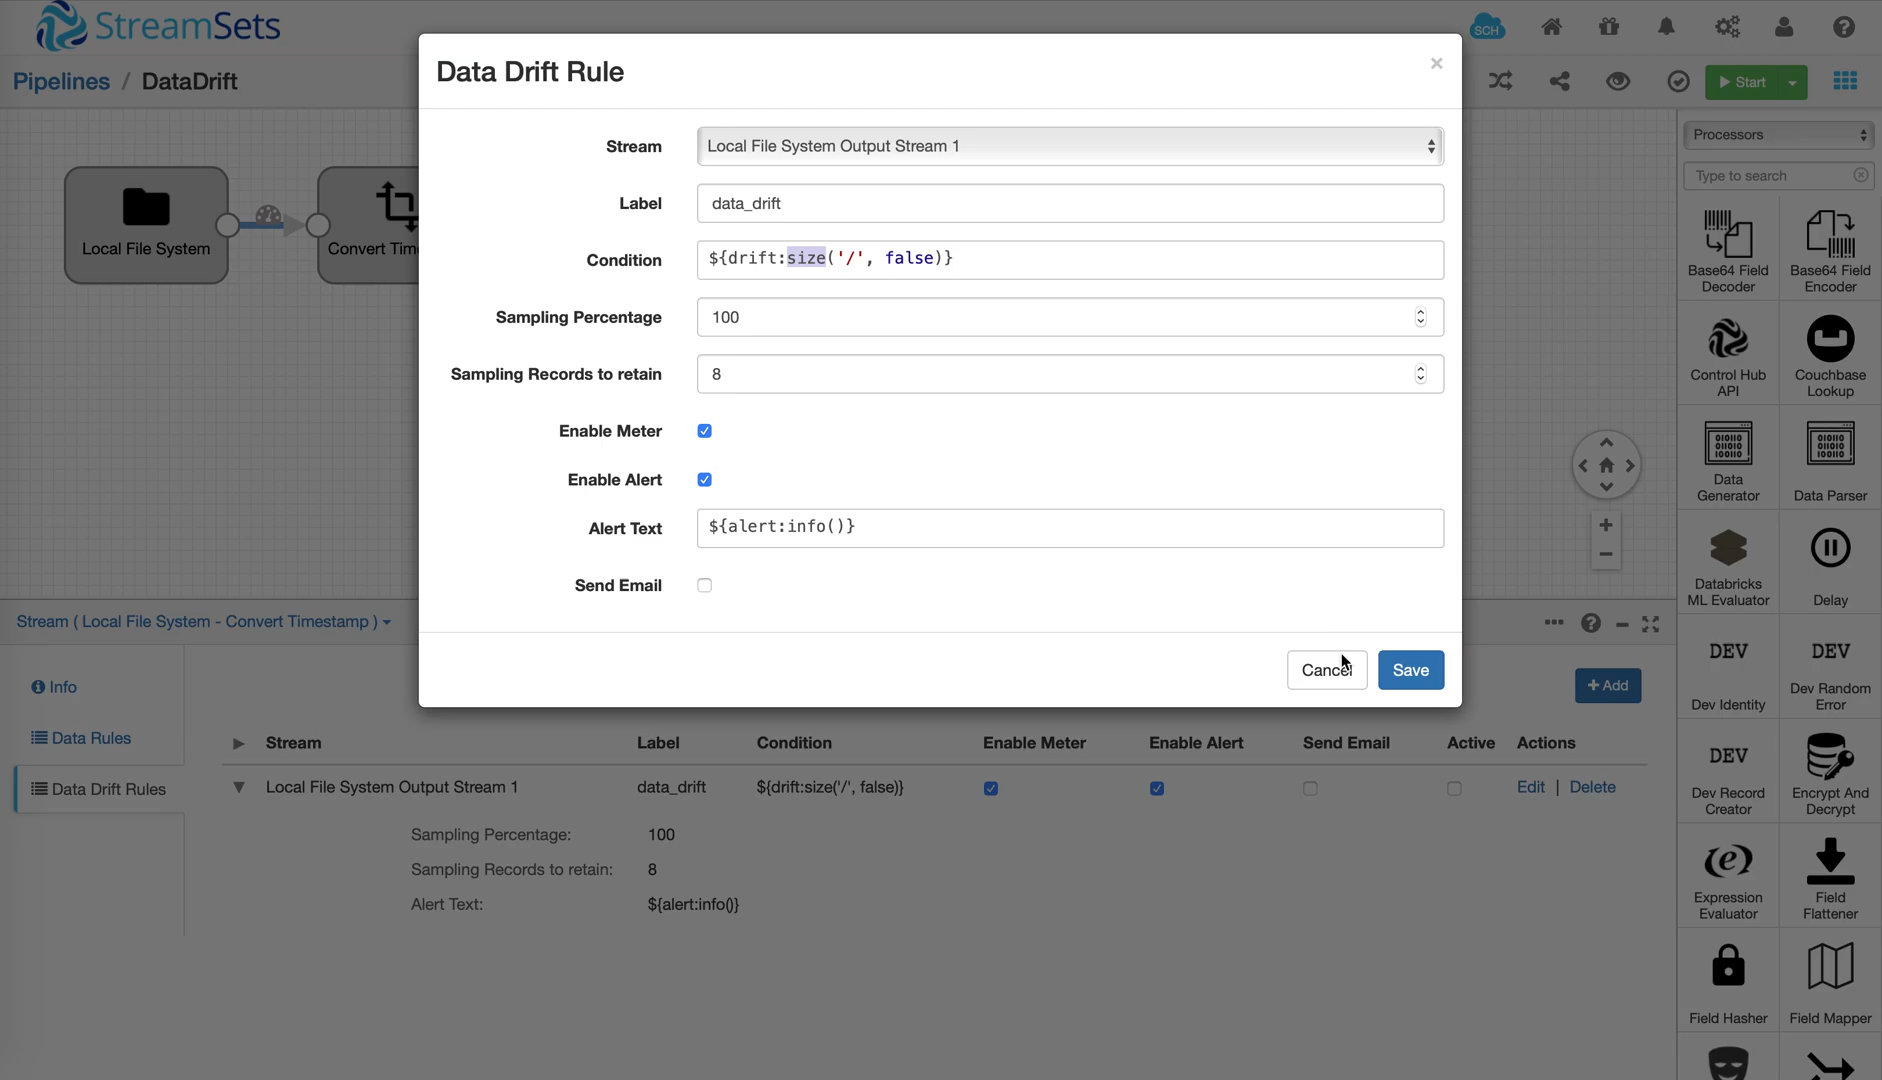 StreamSets
SCH
Pipelines / DataDrift
Start
Data Drift Rule
×
Stream
Local File System Output Stream 1
Label
data_drift
Condition
${drift:size('/', false)}
Sampling Percentage
100
Sampling Records to retain
8
Enable Meter
Enable Alert
Alert Text
${alert:info()}
Send Email
Cancel
Save
Local File System
Convert Tim
Processors
Type to search
Base64 Field
Decoder
Base64 Field
Encoder
Control Hub
API
Couchbase
Lookup
Data
Generator
Data Parser
Databricks
ML Evaluator
Delay
DEV
Dev Identity
DEV
Dev Random
Error
DEV
Dev Record
Creator
Encrypt And
Decrypt
Expression
Evaluator
Field
Flattener
Field Hasher
Field Mapper
Stream ( Local File System - Convert Timestamp )
Info
Data Rules
Data Drift Rules
+ Add
Stream Label Condition Enable Meter Enable Alert Send Email Active Actions
Local File System Output Stream 1 data_drift ${drift:size('/', false)} Edit | Delete
Sampling Percentage: 100
Sampling Records to retain: 8
Alert Text: ${alert:info()}